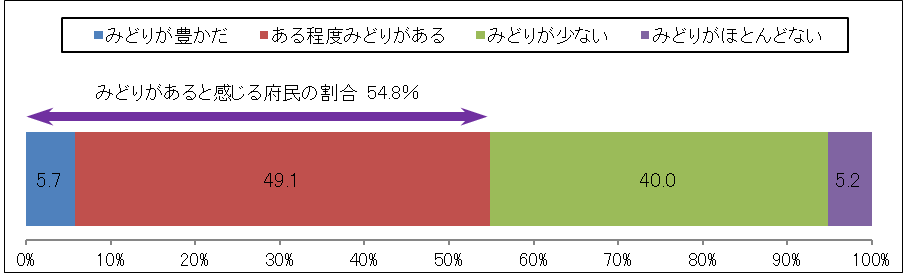 みどりが豊かだ ある程度みどりがある みどりが少ない みどりがほとんどない
みどりがあると感じる府民の割合 54.8%
5.7 49.1 40.0 5.2
0% 10% 20% 30% 40% 50% 60% 70% 80% 90% 100%